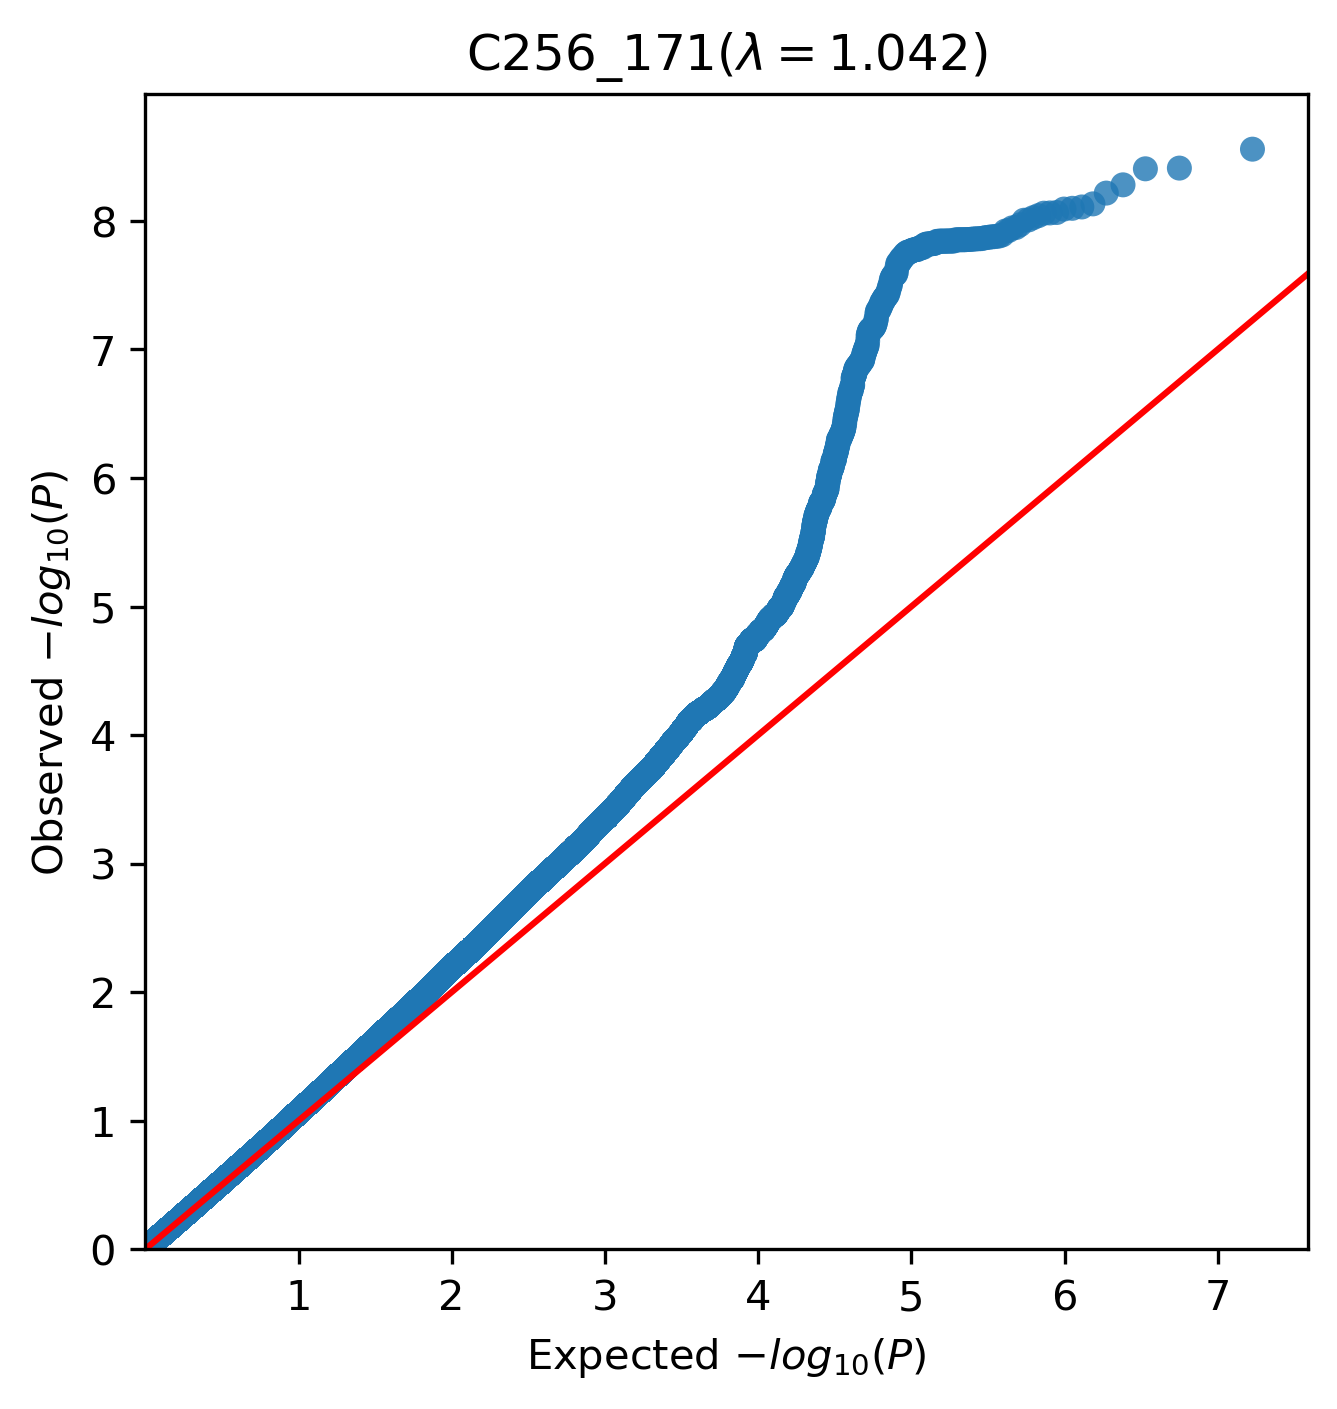 C256_171(λ = 1.042)
Observed −log10(P)
8
7
6
5
4
3
2
1
0
1 2 3 4 5 6 7
Expected −log10(P)